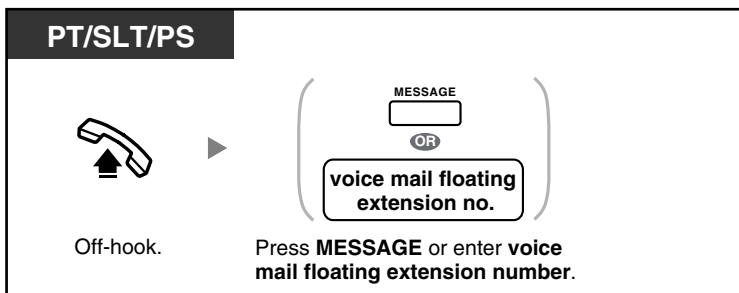 PT/SLT/PS
MESSAGE
OR
voice mail floating
extension no.
Off-hook.
Press MESSAGE or enter voice
mail floating extension number.